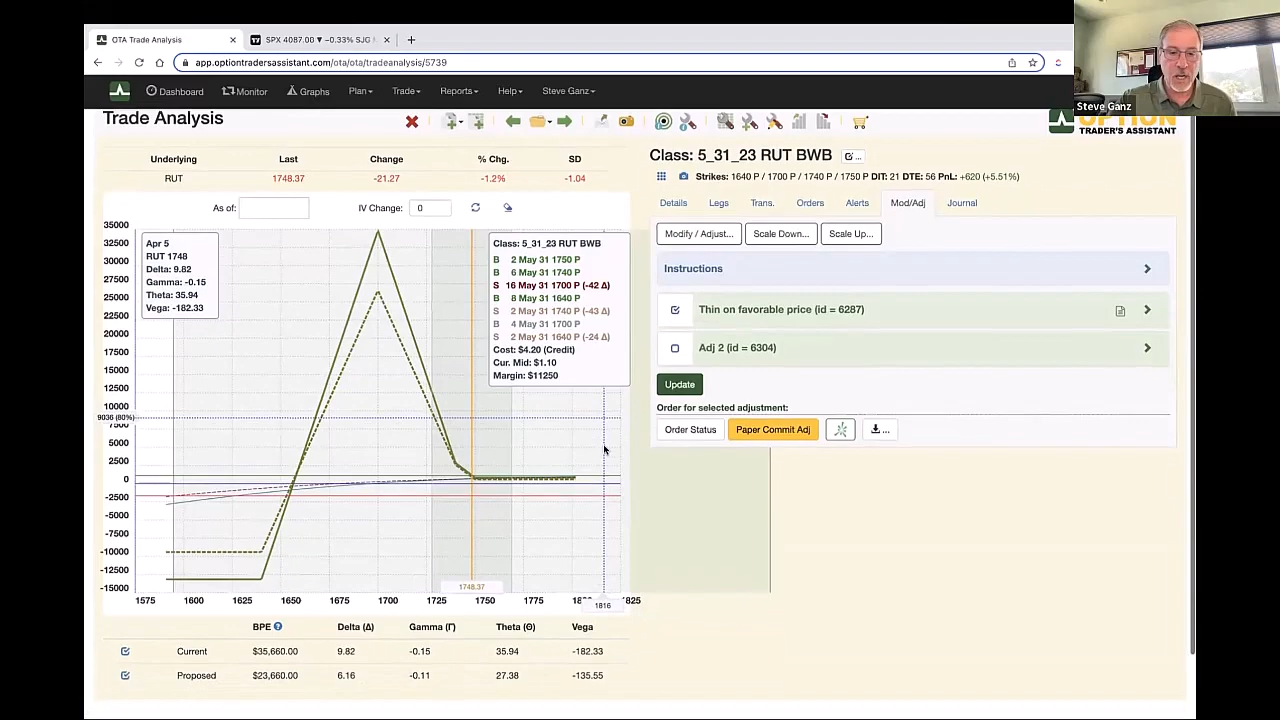 OTA Trade Analysis
SPX 4087.00 ▼ −0.33% SJG M
app.optiontradersassistant.com/ota/ota/tradeanalysis/5739
Steve Ganz
Dashboard Monitor Graphs Plan Trade Reports Help Steve Ganz
Trade Analysis
OPTION
TRADER'S ASSISTANT
Underlying Last Change % Chg. SD
RUT 1748.37 -21.27 -1.2% -1.04
As of: IV Change: 0
Class: 5_31_23 RUT BWB ...
Strikes: 1640 P / 1700 P / 1740 P / 1750 P DIT: 21 DTE: 56 PnL: +620 (+5.51%)
Details Legs Trans. Orders Alerts Mod/Adj Journal
Modify / Adjust... Scale Down... Scale Up...
Instructions
Thin on favorable price (id = 6287)
Adj 2 (id = 6304)
Update
Order for selected adjustment:
Order Status Paper Commit Adj ...
35000
32500
30000
27500
25000
22500
20000
17500
15000
12500
10000
9036 (80%)
7500
5000
2500
0
-2500
-5000
-7500
-10000
-12500
-15000
Apr 5
RUT 1748
Delta: 9.82
Gamma: -0.15
Theta: 35.94
Vega: -182.33
Class: 5_31_23 RUT BWB
B 2 May 31 1750 P
B 6 May 31 1740 P
S 16 May 31 1700 P (-42 Δ)
B 8 May 31 1640 P
S 2 May 31 1740 P (-43 Δ)
B 4 May 31 1700 P
S 2 May 31 1640 P (-24 Δ)
Cost: $4.20 (Credit)
Cur. Mid: $1.10
Margin: $11250
1748.37
1575 1600 1625 1650 1675 1700 1725 1750 1775 1825
1816
BPE Delta (Δ) Gamma (Γ) Theta (Θ) Vega
Current $35,660.00 9.82 -0.15 35.94 -182.33
Proposed $23,660.00 6.16 -0.11 27.38 -135.55